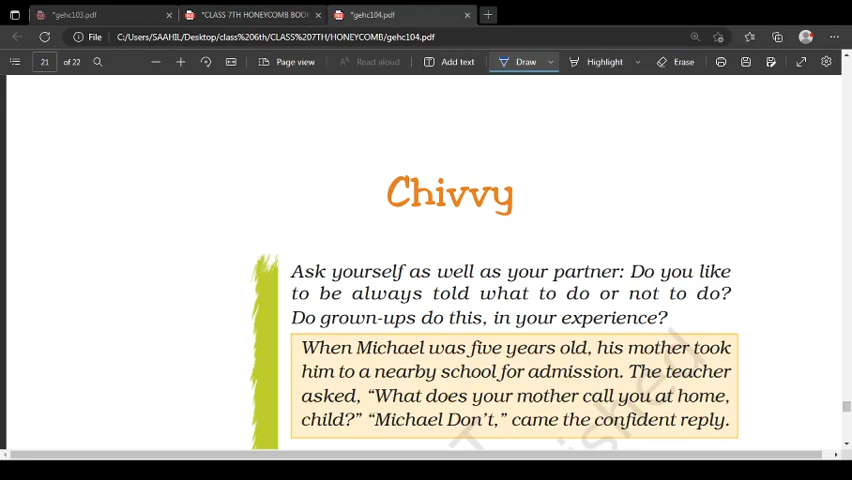 *gehc103.pdf
*CLASS 7TH HONEYCOMB BOOK
*gehc104.pdf
File C:/Users/SAAHIL/Desktop/class%206th/CLASS%207TH/HONEYCOMB/gehc104.pdf
21 of 22 Page view Read aloud Add text Draw Highlight Erase
Chivvy
Ask yourself as well as your partner: Do you like
to be always told what to do or not to do?
Do grown-ups do this, in your experience?
When Michael was five years old, his mother took
him to a nearby school for admission. The teacher
asked, “What does your mother call you at home,
child?” “Michael Don’t,” came the confident reply.